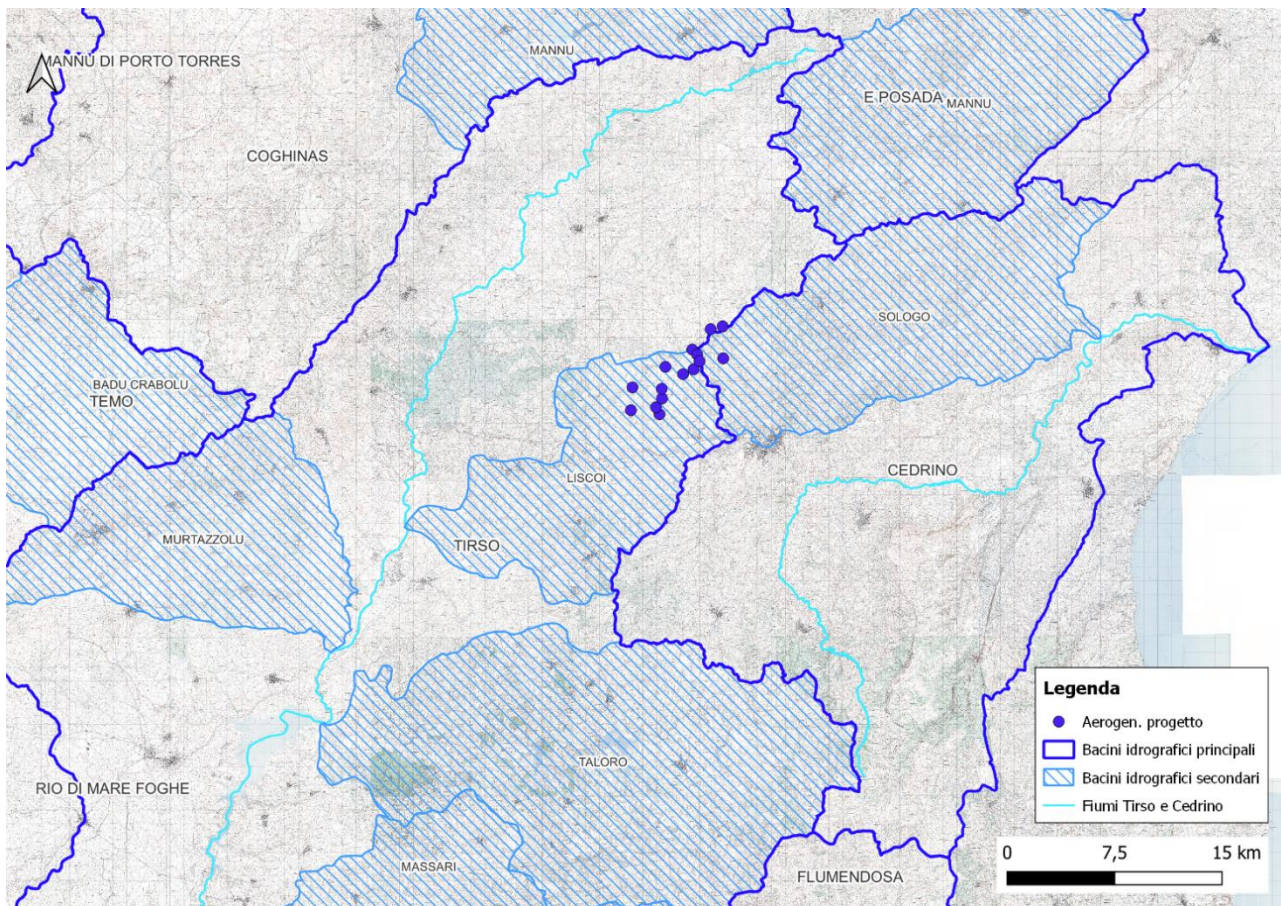 MANNU
MANNU DI PORTO TORRES
E POSADA
MANNU
COGHINAS
SOLOGO
BADU CRABOLU
TEMO
CEDRINO
LISCOI
MURTAZZOLU
TIRSO
TALORO
RIO DI MARE FOGHE
MASSARI
FLUMENDOSA
Legenda
Aerogen. progetto
Bacini idrografici principali
Bacini idrografici secondari
Fiumi Tirso e Cedrino
0 7,5 15 km